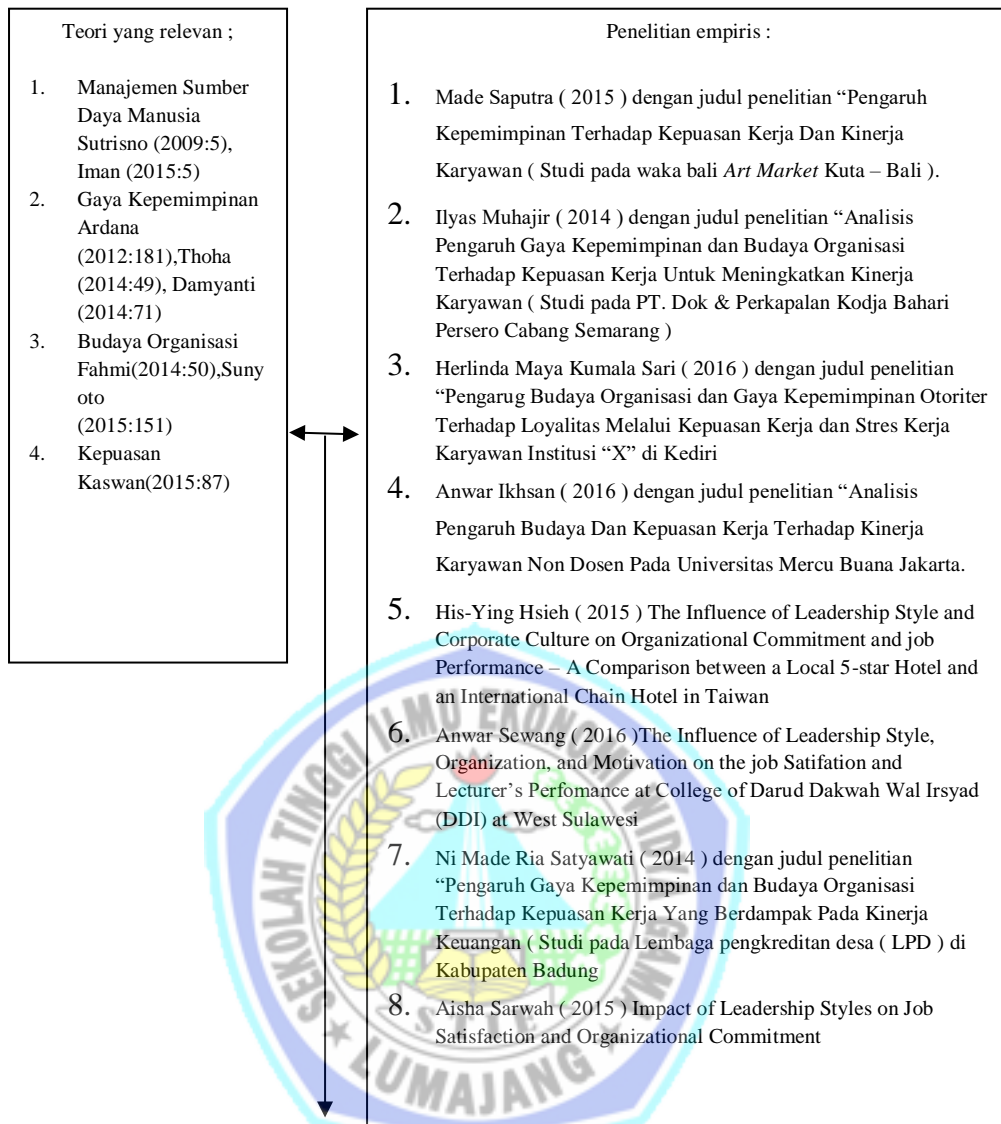 Teori yang relevan ;
1. Manajemen Sumber
Daya Manusia
Sutrisno (2009:5),
Iman (2015:5)
2. Gaya Kepemimpinan
Ardana
(2012:181),Thoha
(2014:49), Damyanti
(2014:71)
3. Budaya Organisasi
Fahmi(2014:50),Suny
oto
(2015:151)
4. Kepuasan
Kaswan(2015:87)
Penelitian empiris :
1. Made Saputra ( 2015 ) dengan judul penelitian “Pengaruh
Kepemimpinan Terhadap Kepuasan Kerja Dan Kinerja
Karyawan ( Studi pada waka bali Art Market Kuta – Bali ).
2. Ilyas Muhajir ( 2014 ) dengan judul penelitian “Analisis
Pengaruh Gaya Kepemimpinan dan Budaya Organisasi
Terhadap Kepuasan Kerja Untuk Meningkatkan Kinerja
Karyawan ( Studi pada PT. Dok & Perkapalan Kodja Bahari
Persero Cabang Semarang )
3. Herlinda Maya Kumala Sari ( 2016 ) dengan judul penelitian
“Pengarug Budaya Organisasi dan Gaya Kepemimpinan Otoriter
Terhadap Loyalitas Melalui Kepuasan Kerja dan Stres Kerja
Karyawan Institusi “X” di Kediri
4. Anwar Ikhsan ( 2016 ) dengan judul penelitian “Analisis
Pengaruh Budaya Dan Kepuasan Kerja Terhadap Kinerja
Karyawan Non Dosen Pada Universitas Mercu Buana Jakarta.
5. His-Ying Hsieh ( 2015 ) The Influence of Leadership Style and
Corporate Culture on Organizational Commitment and job
Performance – A Comparison between a Local 5-star Hotel and
an International Chain Hotel in Taiwan
6. Anwar Sewang ( 2016 )The Influence of Leadership Style,
Organization, and Motivation on the job Satifation and
Lecturer’s Perfomance at College of Darud Dakwah Wal Irsyad
(DDI) at West Sulawesi
7. Ni Made Ria Satyawati ( 2014 ) dengan judul penelitian
“Pengaruh Gaya Kepemimpinan dan Budaya Organisasi
Terhadap Kepuasan Kerja Yang Berdampak Pada Kinerja
Keuangan ( Studi pada Lembaga pengkreditan desa ( LPD ) di
Kabupaten Badung
8. Aisha Sarwah ( 2015 ) Impact of Leadership Styles on Job
Satisfaction and Organizational Commitment
SEKOLAH TINGGI ILMU EKONOMI WIDYA GAMA
STIE
LUMAJANG